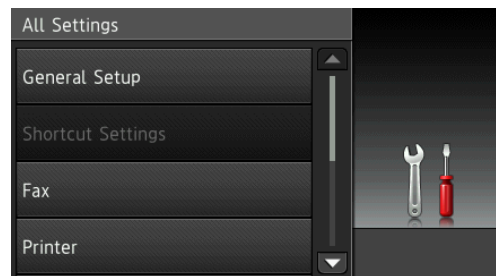 All Settings
General Setup
Shortcut Settings
Fax
Printer